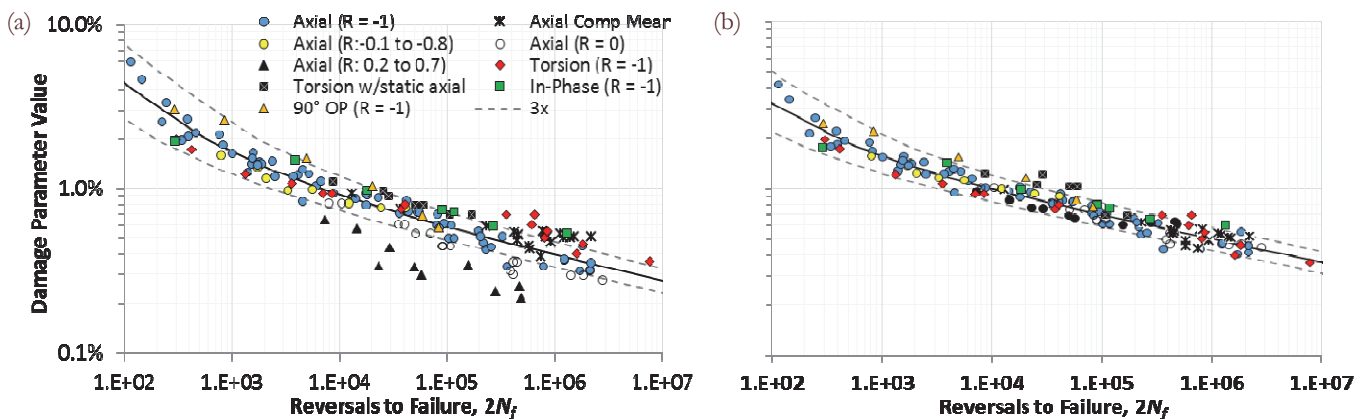 (a)
10.0%
1.0%
0.1%
Damage Parameter Value
Axial (R = -1)
Axial Comp Mean
Axial (R:-0.1 to -0.8)
Axial (R = 0)
Axial (R: 0.2 to 0.7)
Torsion (R = -1)
Torsion w/static axial
In-Phase (R = -1)
90° OP (R = -1)
3x
1.E+02 1.E+03 1.E+04 1.E+05 1.E+06 1.E+07
Reversals to Failure, 2Nf
(b)
1.E+02 1.E+03 1.E+04 1.E+05 1.E+06 1.E+07
Reversals to Failure, 2Nf